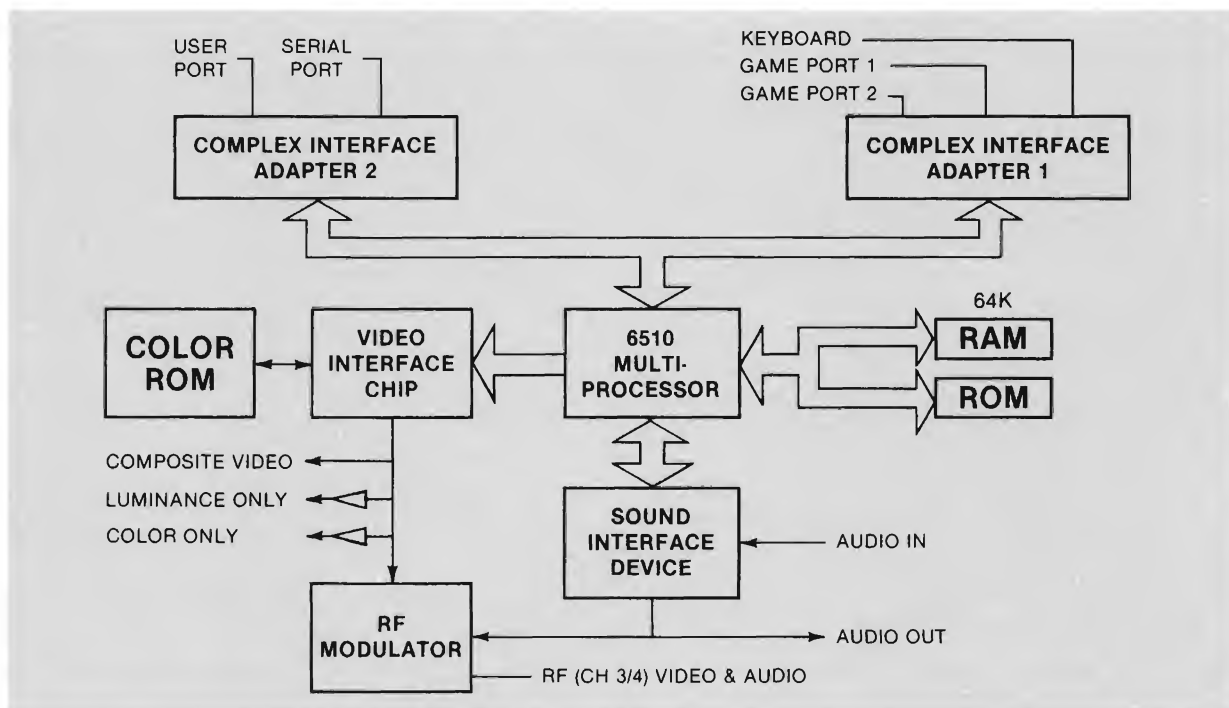 USER
PORT
SERIAL
PORT
COMPLEX INTERFACE
ADAPTER 2
KEYBOARD
GAME PORT 1
GAME PORT 2
COMPLEX INTERFACE
ADAPTER 1
COLOR
ROM
VIDEO
INTERFACE
CHIP
6510
MULTI-
PROCESSOR
64K
RAM
ROM
COMPOSITE VIDEO
LUMINANCE ONLY
COLOR ONLY
SOUND
INTERFACE
DEVICE
AUDIO IN
RF
MODULATOR
AUDIO OUT
RF (CH 3/4) VIDEO & AUDIO